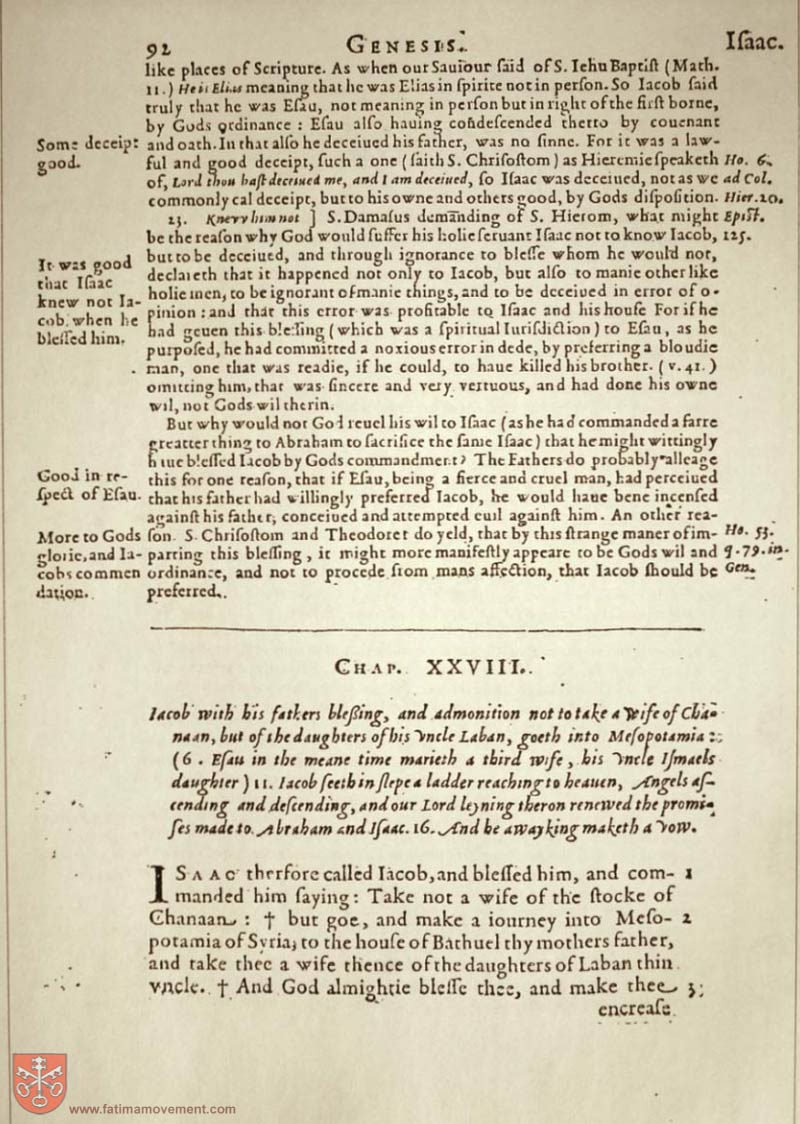 92 GENESIS. Isaac.
like places of Scripture. As when our Sauiour said of S. Iehn Baptist (Math.
11.) He is Elias meaning that he was Elias in spirite not in person. So Iacob said
truly that he was Esau, not meaning in person but in right of the first borne,
by Gods ordinance : Esau also hauing cõdescended therto by couenant
Some deceipt
good.
and oath. In that also he deceiued his father, was no sinne. For it was a law-
ful and good deceipt, such a one (saith S. Chrisostom) as Hieremie speaketh
Ho. 6.
of, Lord thou hast deceiued me, and I am deceiued, so Isaac was deceiued, not as we
ad Col.
commonly cal deceipt, but to his owne and others good, by Gods disposition.
Hier. 20.
23. Knevv him not ] S. Damasus demãding of S. Hierom, what might
Epist.
be the reason why God would suffer his holie seruant Isaac not to know Iacob,
125.
but to be deceiued, and through ignorance to blesse whom he would not,
It was good
that Isaac
knew not Ia-
cob, when he
blessed him.
declareth that it happened not only to Iacob, but also to manie other like
holie men, to be ignorant of manie things, and to be deceiued in error of o-
pinion : and that this error was profitable to Isaac and his house For if he
had geuen this blessing (which was a spiritual Iurisdiction) to Esau, as he
purposed, he had committed a noxious error in dede, by preferring a bloudie
man, one that was readie, if he could, to haue killed his brother. (v. 41.)
omitting him, that was sincere and very vertuous, and had done his owne
wil, not Gods wil therin.
But why would not God reuel his wil to Isaac (as he had commanded a farre
greatter thing to Abraham to sacrifice the same Isaac) that he might wittingly
haue blessed Iacob by Gods commandment? The Fathers do probably alleage
Good in re-
spect of Esau.
this for one reason, that if Esau, being a fierce and cruel man, had perceiued
that his father had willingly preferred Iacob, he would haue bene incensed
against his father, conceiued and attempted euil against him. An other rea-
More to Gods
glorie, and Ia-
cobs commen
dation.
son S. Chrisostom and Theodoret do yeld, that by this strange maner of im-
Ho. 53.
parting this blessing, it might more manifestly appeare to be Gods wil and
q. 79. in.
ordinance, and not to procede from mans affection, that Iacob should be
Gen.
preferred.
CHAP. XXVIII.
Iacob with his fathers blessing, and admonition not to take a wife of Cha-
naan, but of the daughters of his Vncle Laban, goeth into Mesopotamia :
(6. Esau in the meane time marieth a third wife, his Vncle Ismaels
daughter) 11. Iacob seeth in slepe a ladder reaching to heauen, Angels as-
cending and descending, and our Lord leyning theron renewed the promi-
ses made to Abraham and Isaac. 16. And he awayking maketh a vow.
ISAAC therfore called Iacob, and blessed him, and com- 1
manded him saying: Take not a wife of the stocke of
Chanaan : † but goe, and make a iourney into Meso- 2
potamia of Syria, to the house of Bathuel thy mothers father,
and take thee a wife thence of the daughters of Laban thin
vncle. † And God almightie blesse thee, and make thee 3
encrease
www.fatimamovement.com